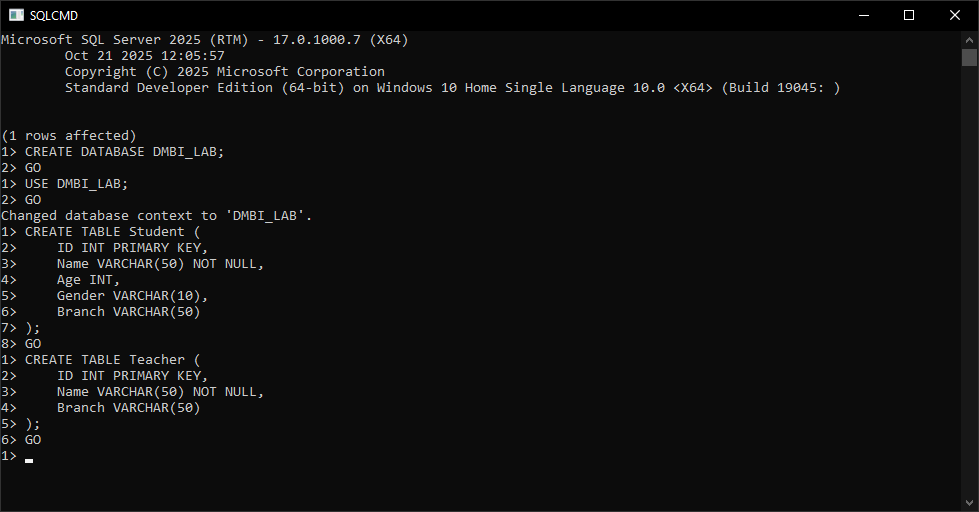 SQLCMD
Microsoft SQL Server 2025 (RTM) - 17.0.1000.7 (X64)
        Oct 21 2025 12:05:57
        Copyright (C) 2025 Microsoft Corporation
        Standard Developer Edition (64-bit) on Windows 10 Home Single Language 10.0 <X64> (Build 19045: )
(1 rows affected)
1> CREATE DATABASE DMBI_LAB;
2> GO
1> USE DMBI_LAB;
2> GO
Changed database context to 'DMBI_LAB'.
1> CREATE TABLE Student (
2>     ID INT PRIMARY KEY,
3>     Name VARCHAR(50) NOT NULL,
4>     Age INT,
5>     Gender VARCHAR(10),
6>     Branch VARCHAR(50)
7> );
8> GO
1> CREATE TABLE Teacher (
2>     ID INT PRIMARY KEY,
3>     Name VARCHAR(50) NOT NULL,
4>     Branch VARCHAR(50)
5> );
6> GO
1>